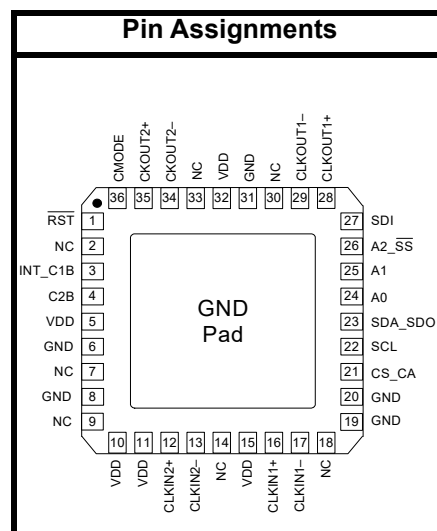 Pin Assignments
CMODE
CKOUT2+
CKOUT2–
NC
VDD
GND
NC
CLKOUT1–
CLKOUT1+
36 35 34 33 32 31 30 29 28
RST 1
NC 2
INT_C1B 3
C2B 4
VDD 5
GND 6
NC 7
GND 8
NC 9
GND
Pad
27 SDI
26 A2_SS
25 A1
24 A0
23 SDA_SDO
22 SCL
21 CS_CA
20 GND
19 GND
10 11 12 13 14 15 16 17 18
VDD
VDD
CLKIN2+
CLKIN2–
NC
VDD
CLKIN1+
CLKIN1–
NC